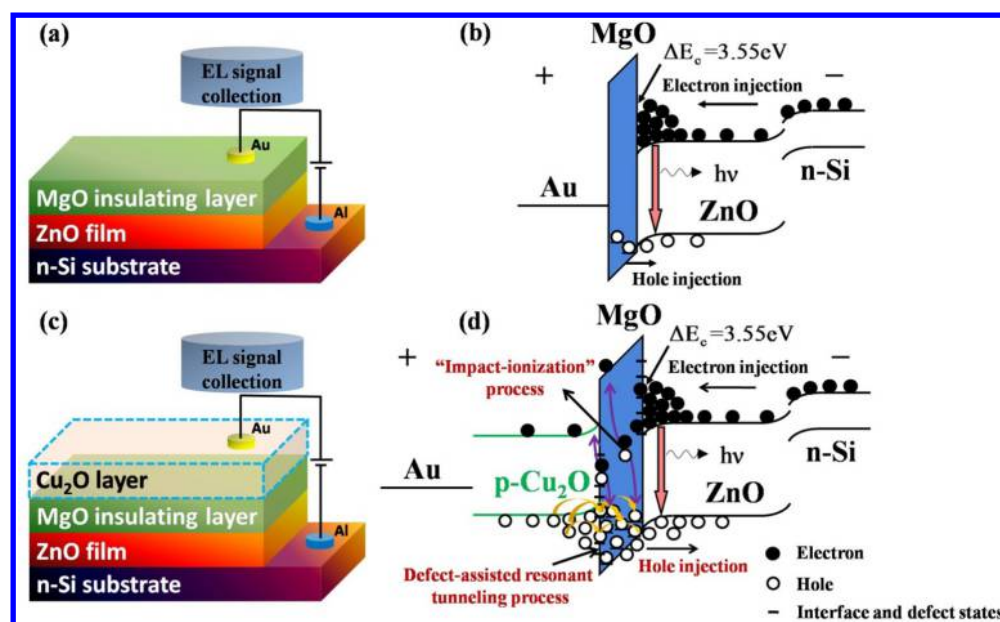 (a)
EL signal
collection
Au
Al
MgO insulating layer
ZnO film
n-Si substrate
(b)
MgO
ΔEc =3.55eV
Electron injection
+
−
n-Si
hν
Au
ZnO
Hole injection
(c)
EL signal
collection
Au
Al
Cu2O layer
MgO insulating layer
ZnO film
n-Si substrate
(d)
MgO
ΔEc =3.55eV
Electron injection
+
−
“Impact-ionization”
process
n-Si
hν
Au
p-Cu2O
ZnO
Hole injection
Defect-assisted resonant
tunneling process
Electron
Hole
Interface and defect states